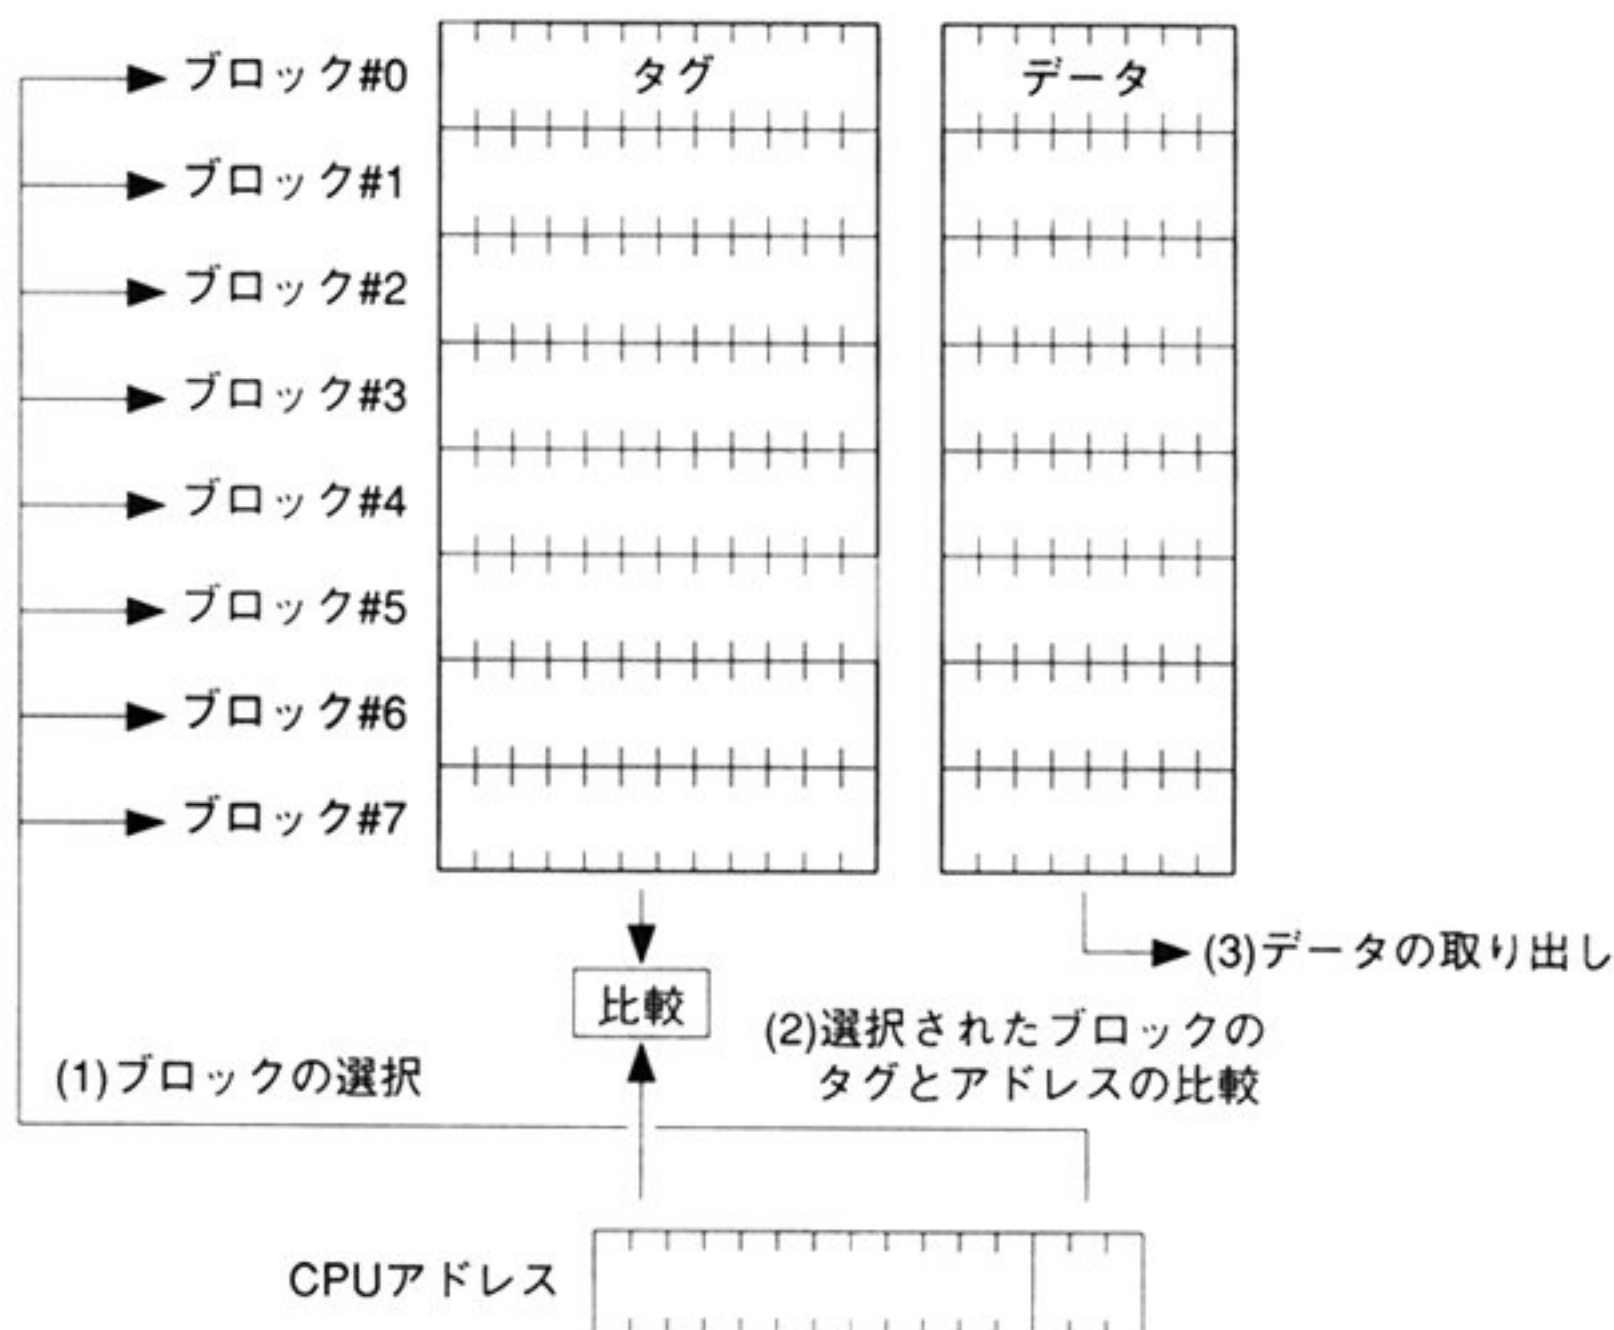 ブロック#0
タグ
データ
ブロック#1
ブロック#2
ブロック#3
ブロック#4
ブロック#5
ブロック#6
ブロック#7
(3)データの取り出し
比較
(2)選択されたブロックの
タグとアドレスの比較
(1)ブロックの選択
CPUアドレス